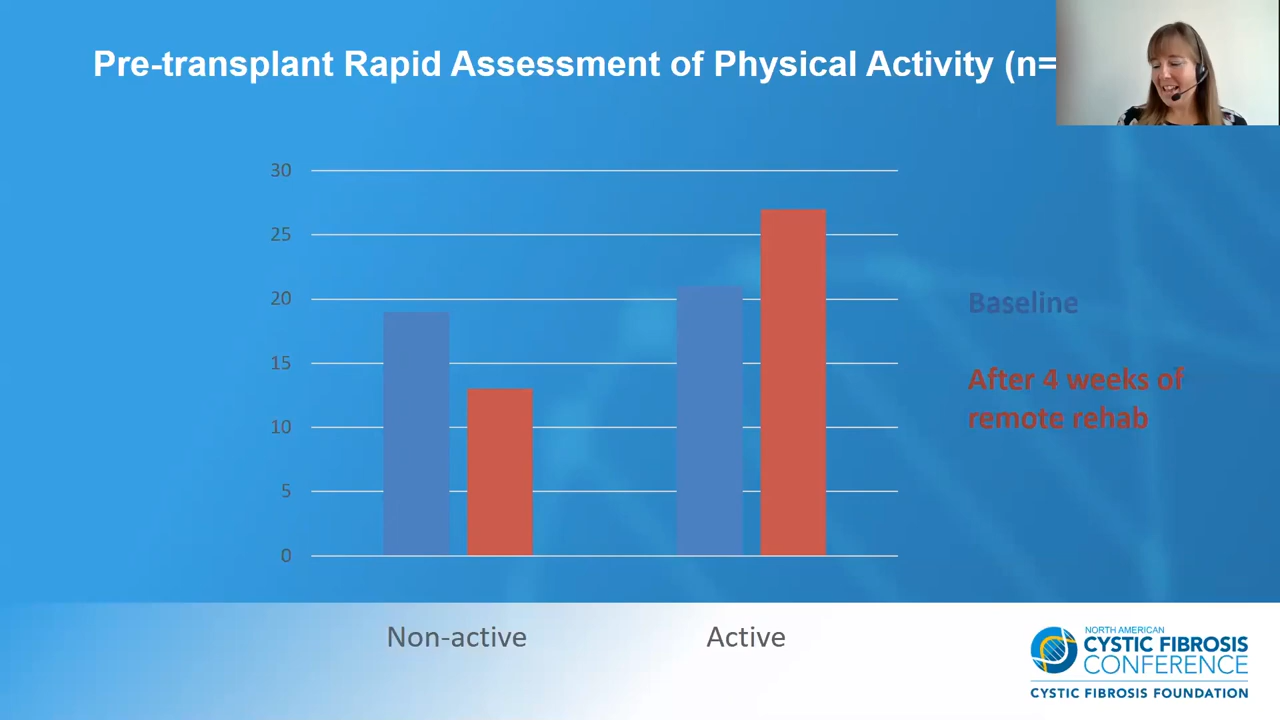 Pre-transplant Rapid Assessment of Physical Activity (n=
30
25
20
15
10
5
0
Baseline
After 4 weeks of
remote rehab
Non-active
Active
NORTH AMERICAN
CYSTIC FIBROSIS
CONFERENCE
CYSTIC FIBROSIS FOUNDATION